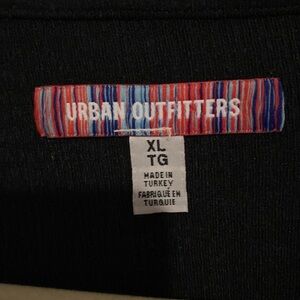 URBAN OUTFITTERS
XL
TG
MADE IN
TURKEY
FABRIQUÉ EN
TURQUIE